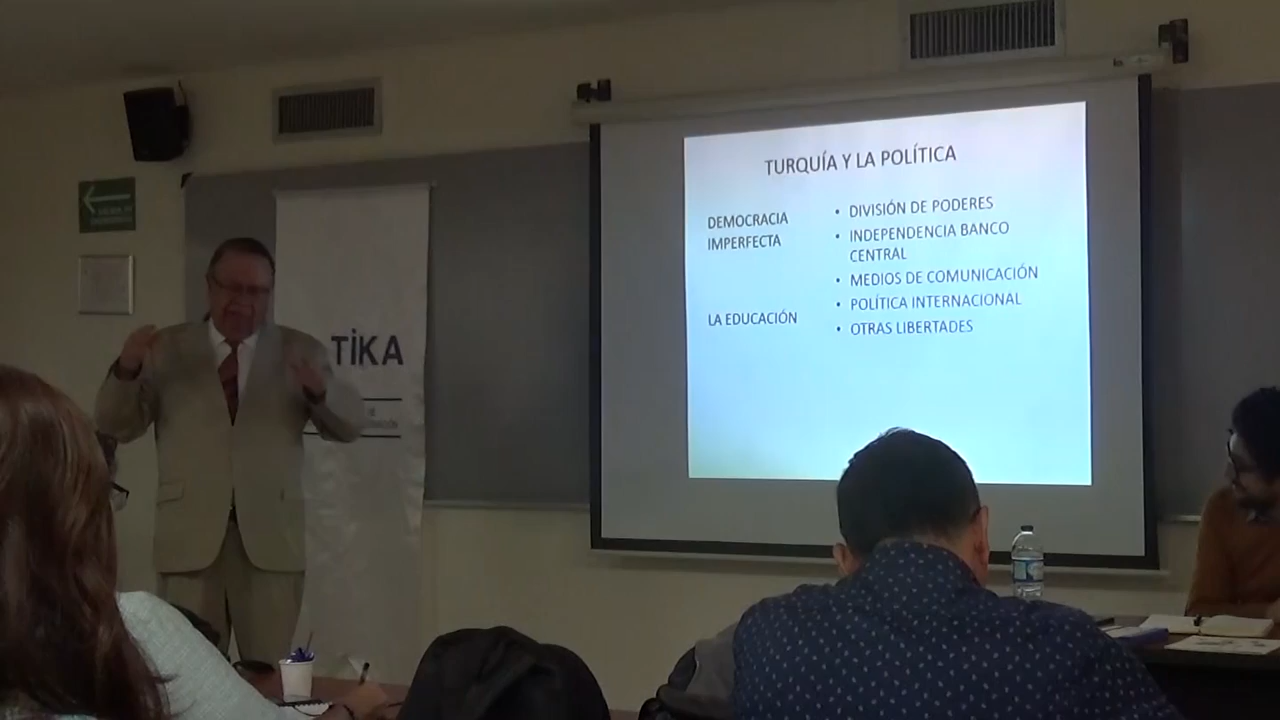 TURQUÍA Y LA POLÍTICA
DEMOCRACIA
IMPERFECTA
LA EDUCACIÓN
• DIVISIÓN DE PODERES
• INDEPENDENCIA BANCO
CENTRAL
• MEDIOS DE COMUNICACIÓN
• POLÍTICA INTERNACIONAL
• OTRAS LIBERTADES
TİKA